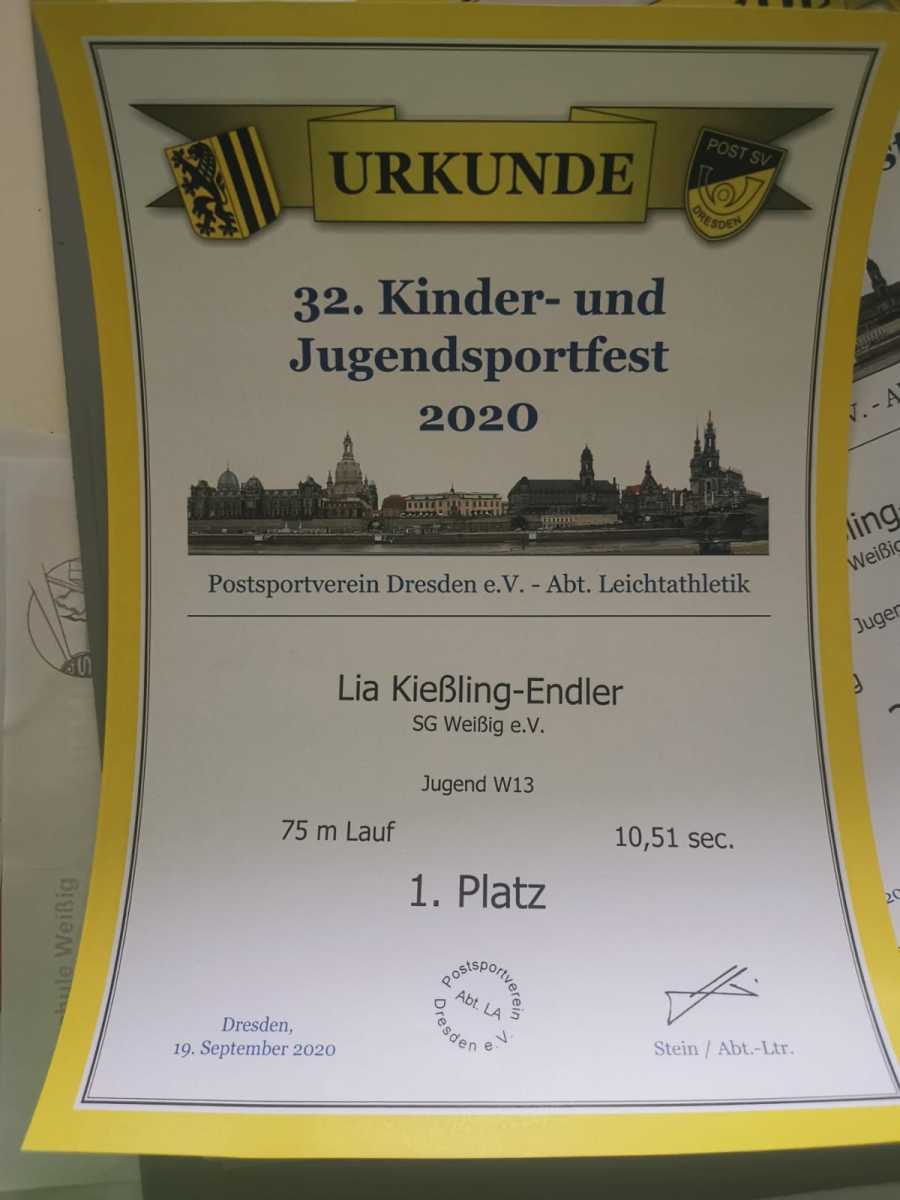 URKUNDE
POST SV
DRESDEN
32. Kinder- und
Jugendsportfest
2020
Postsportverein Dresden e.V. - Abt. Leichtathletik
Lia Kießling-Endler
SG Weißig e.V.
Jugend W13
75 m Lauf 10,51 sec.
1. Platz
Postsportverein
Abt. LA
Dresden e.V.
Dresden,
19. September 2020
Stein / Abt.-Ltr.
Weißig